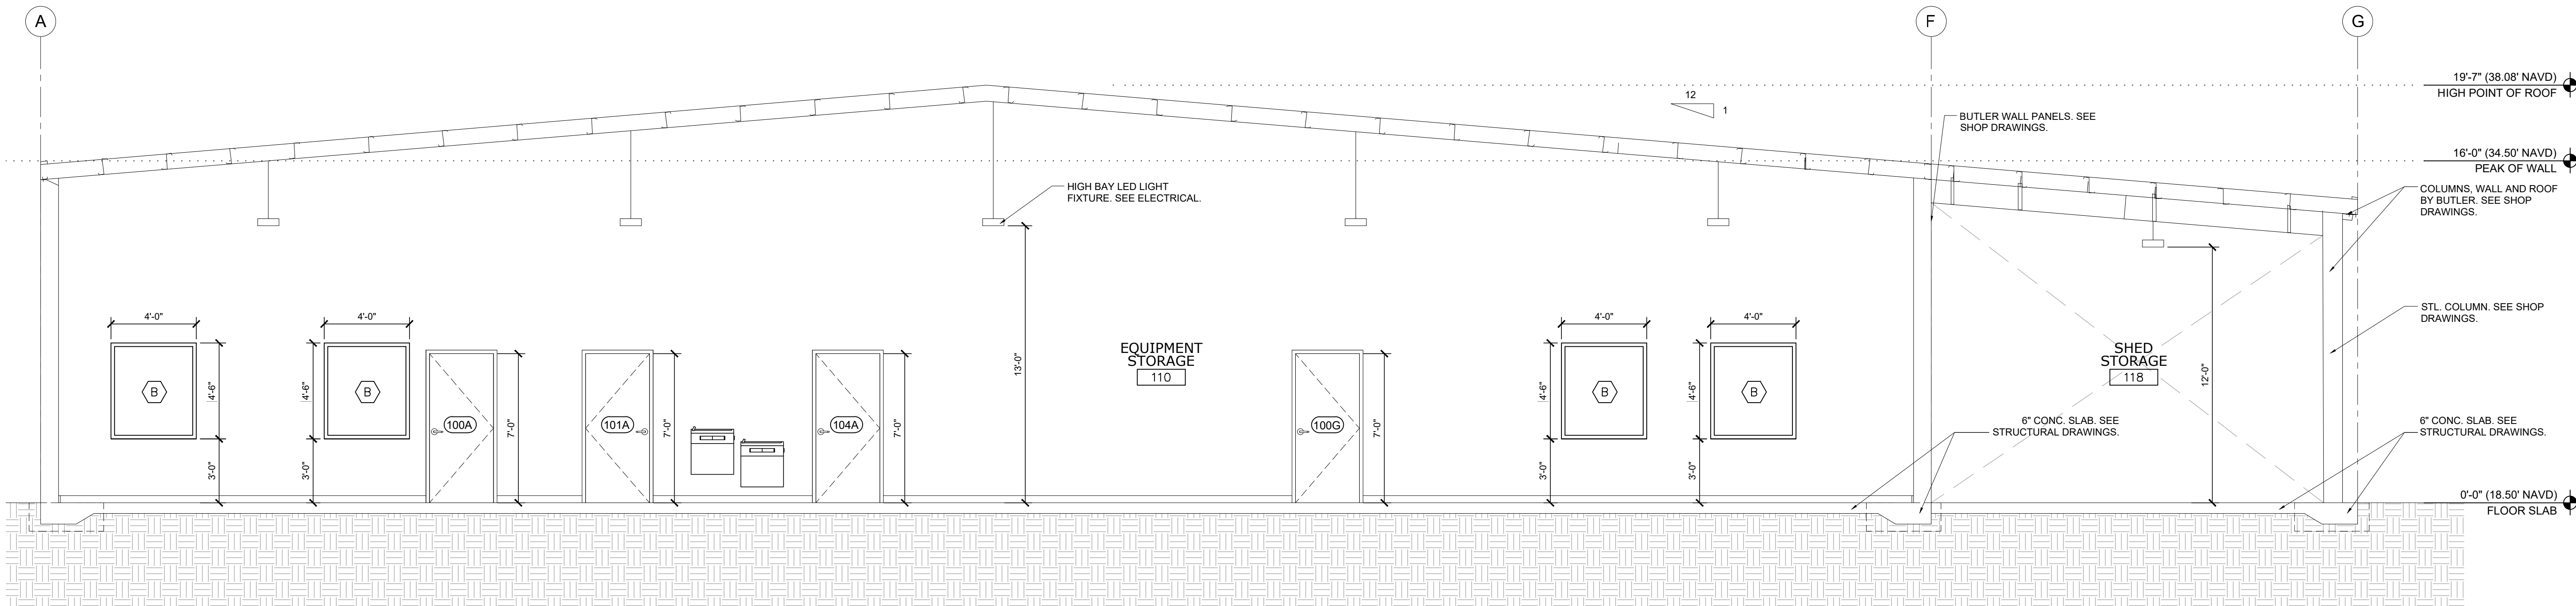 A
F
G
19'-7" (38.08' NAVD)
HIGH POINT OF ROOF
12
1
BUTLER WALL PANELS. SEE
SHOP DRAWINGS.
16'-0" (34.50' NAVD)
PEAK OF WALL
HIGH BAY LED LIGHT
FIXTURE. SEE ELECTRICAL.
COLUMNS, WALL AND ROOF
BY BUTLER. SEE SHOP
DRAWINGS.
STL. COLUMN. SEE SHOP
DRAWINGS.
4'-0"
4'-0"
4'-0"
4'-0"
13'-0"
EQUIPMENT
STORAGE
110
SHED
STORAGE
118
12'-0"
B
4'-6"
4'-6"
B
100A
7'-0"
101A
7'-0"
104A
7'-0"
100G
7'-0"
4'-6"
B
4'-6"
B
6" CONC. SLAB. SEE
STRUCTURAL DRAWINGS.
6" CONC. SLAB. SEE
STRUCTURAL DRAWINGS.
3'-0"
3'-0"
3'-0"
3'-0"
0'-0" (18.50' NAVD)
FLOOR SLAB